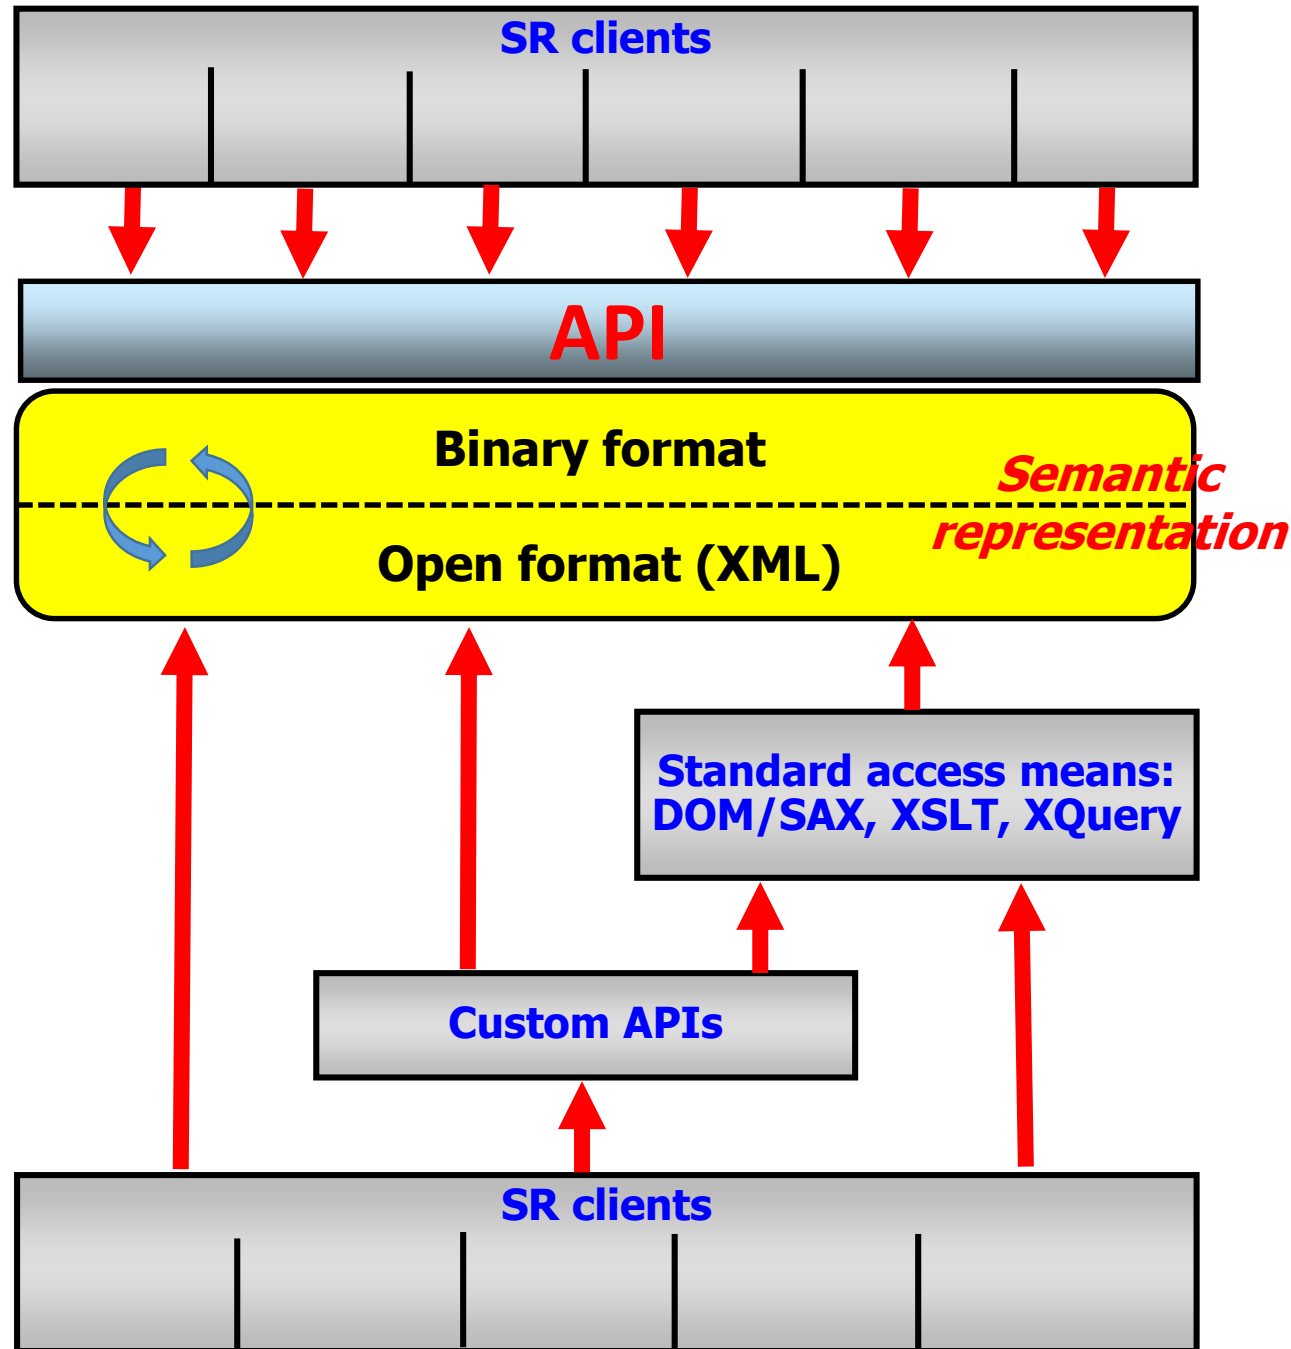 SR clients
API
Binary format
Semantic
representation
Open format (XML)
Standard access means:
DOM/SAX, XSLT, XQuery
Custom APIs
SR clients